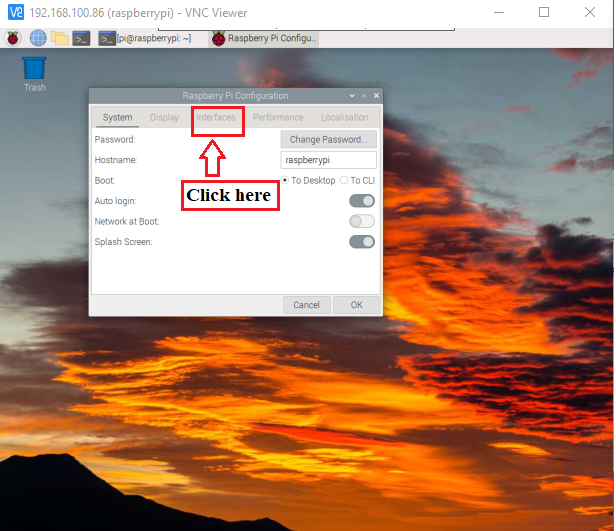 192.168.100.86 (raspberrypi) - VNC Viewer
[pi@raspberrypi: ~] Raspberry Pi Configu...
Trash
Raspberry Pi Configuration
System Display Interfaces Performance Localisation
Password: Change Password...
Hostname: raspberrypi
Boot: To Desktop To CLI
Click here
Auto login:
Network at Boot:
Splash Screen:
Cancel OK